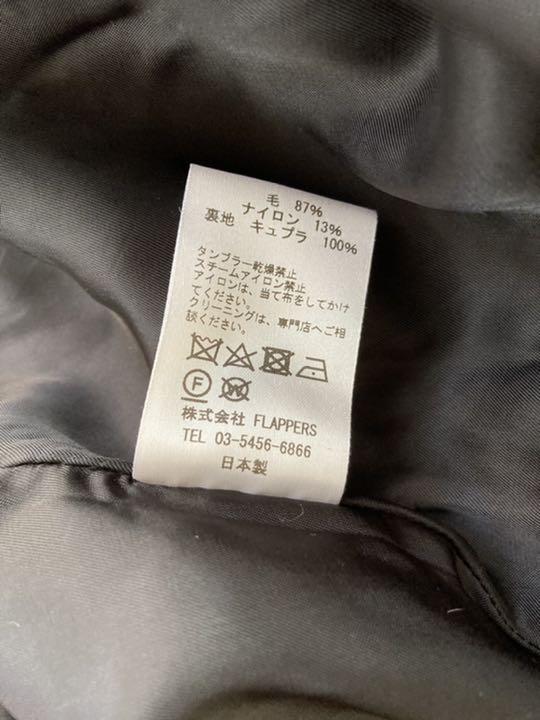 毛 87%
ナイロン 13%
裏地 キュプラ 100%
タンブラー乾燥禁止
スチームアイロン禁止
アイロンは、当て布をしてかけ
てください。
クリーニングは、専門店へご相
談ください。
F W
株式会社 FLAPPERS
TEL 03-5456-6866
日本製